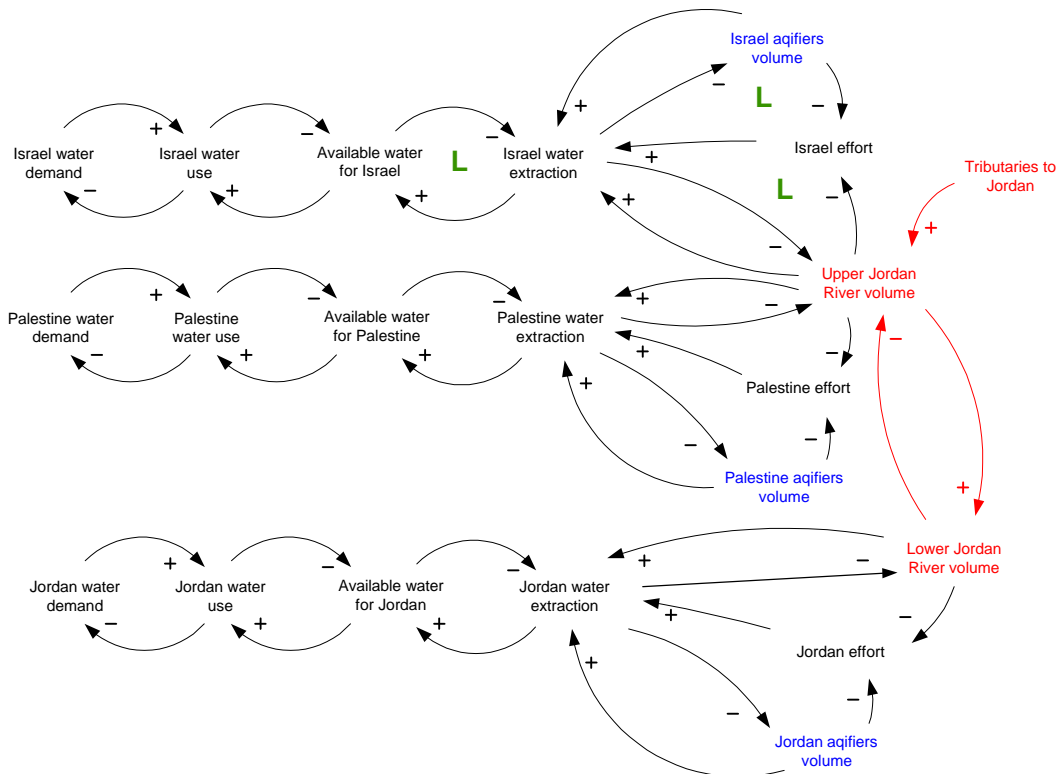 Israel aqifiers
volume
L
Israel water
demand
Israel water
use
Available water
for Israel
L
Israel water
extraction
Israel effort
L
Tributaries to
Jordan
+
−
+
−
+
−
+
−
+
−
−
+
−
+
−
+
Upper Jordan
River volume
Palestine water
demand
Palestine
water use
Available water
for Palestine
Palestine water
extraction
Palestine effort
Palestine aqifiers
volume
+
−
−
+
−
+
+
−
+
−
+
−
−
−
+
Lower Jordan
River volume
Jordan water
demand
Jordan water
use
Available water
for Jordan
Jordan water
extraction
Jordan effort
Jordan aqifiers
volume
+
−
−
+
−
+
+
−
+
−
+
−
−